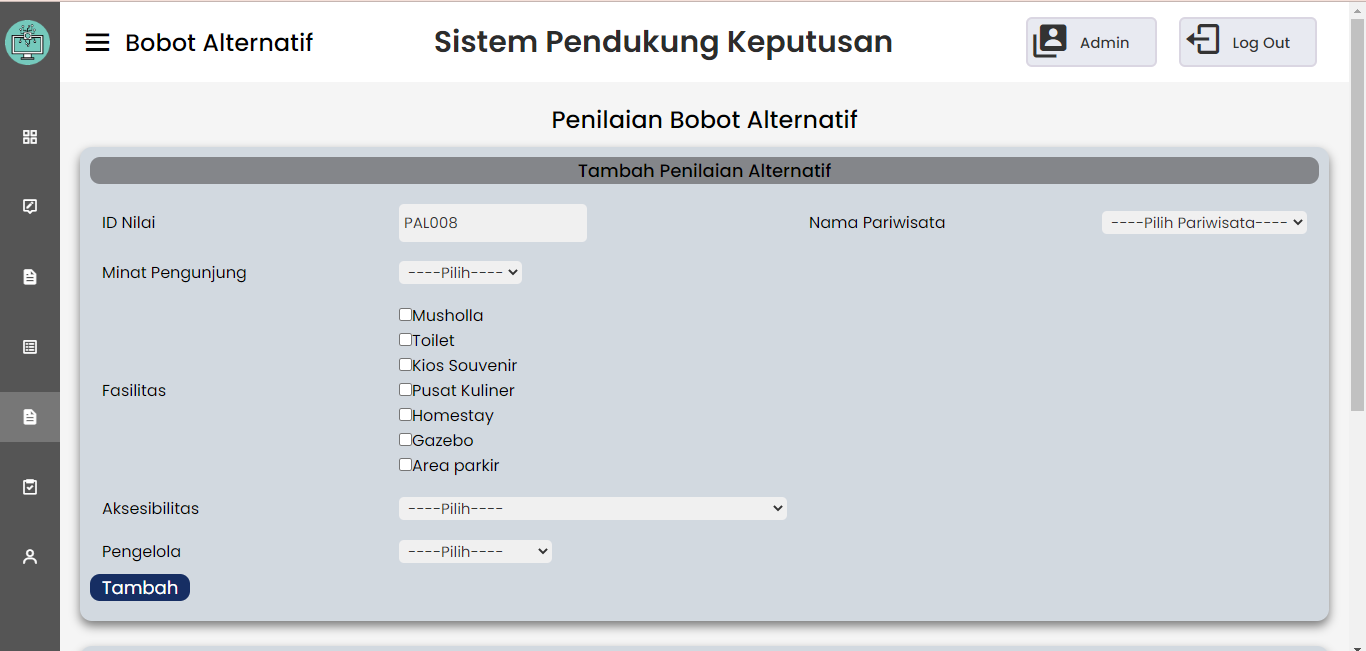 Bobot Alternatif
Sistem Pendukung Keputusan
Admin
Log Out
Penilaian Bobot Alternatif
Tambah Penilaian Alternatif
ID Nilai
PAL008
Nama Pariwisata
----Pilih Pariwisata----
Minat Pengunjung
----Pilih----
Fasilitas
Musholla
Toilet
Kios Souvenir
Pusat Kuliner
Homestay
Gazebo
Area parkir
Aksesibilitas
----Pilih----
Pengelola
----Pilih----
Tambah